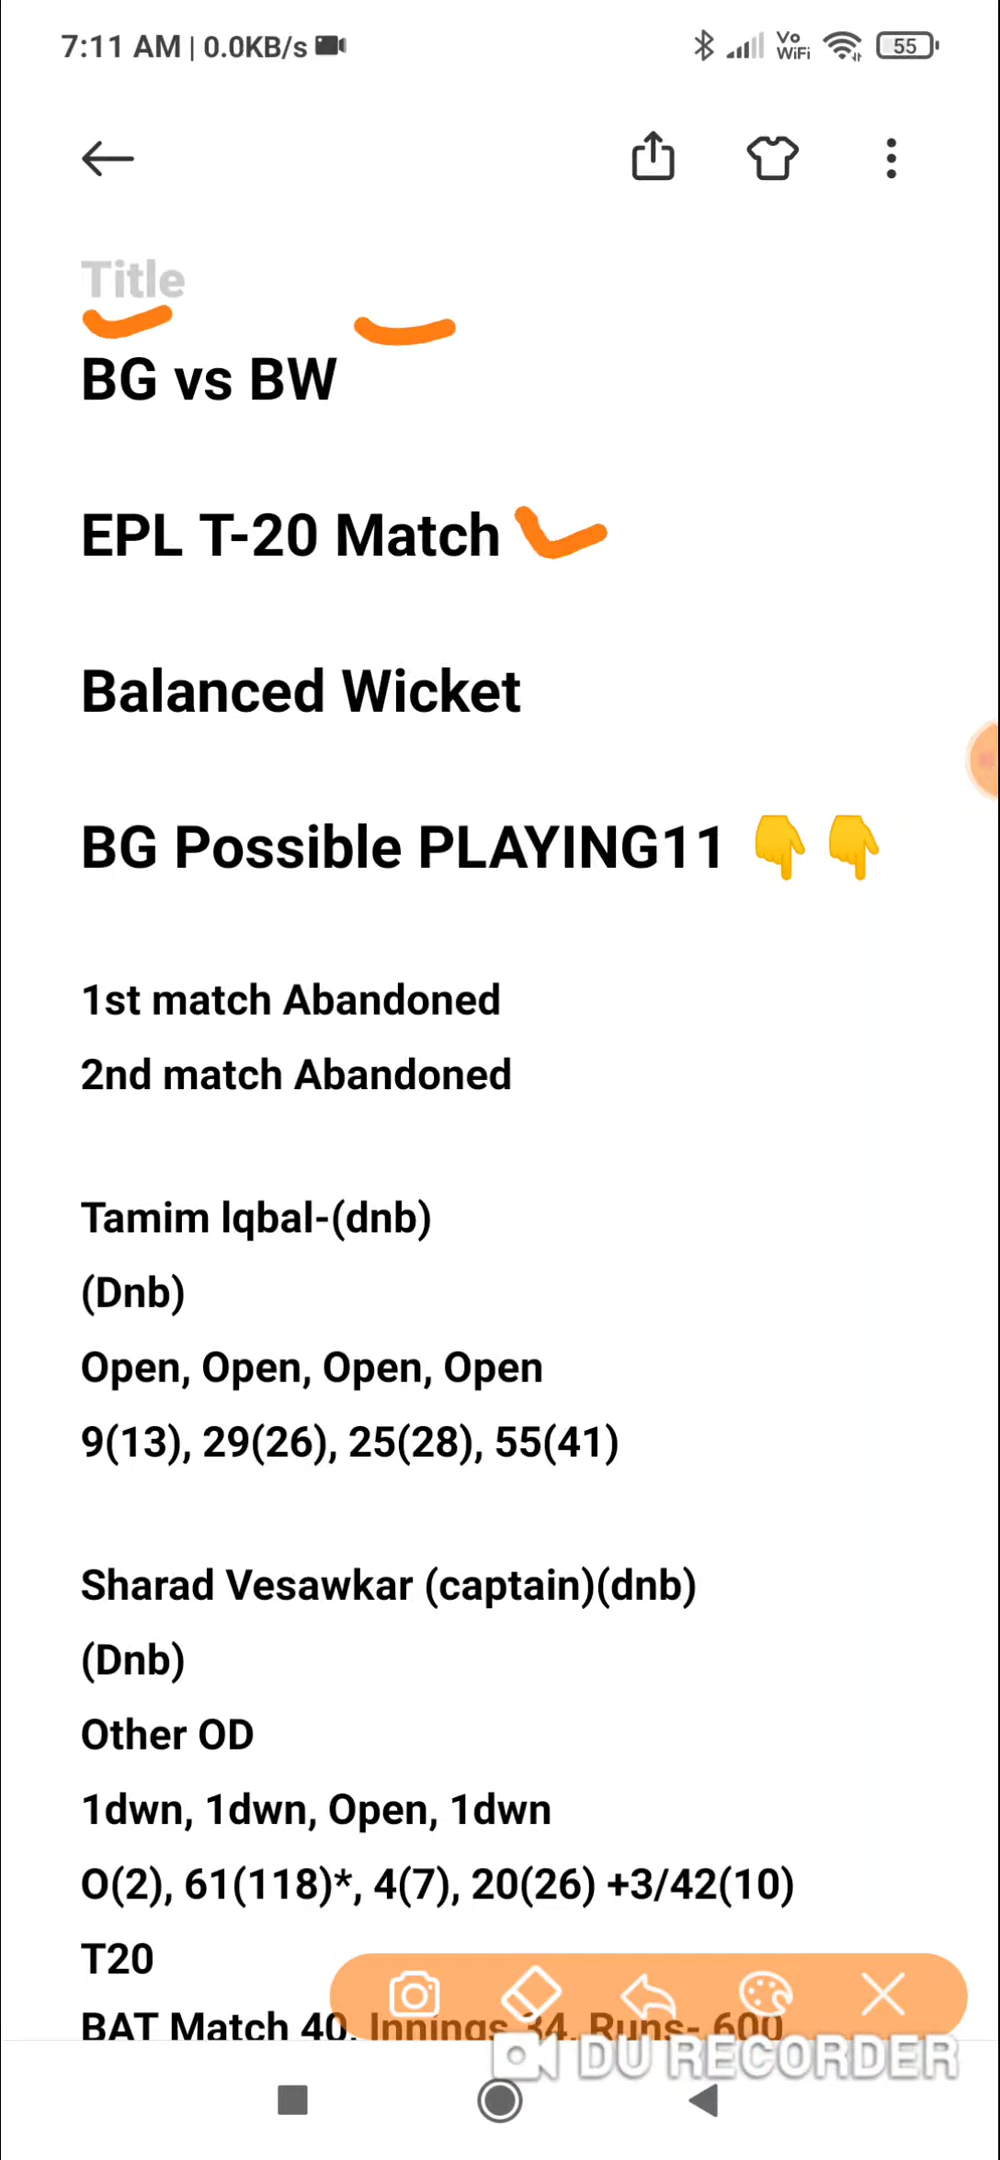 7:11 AM | 0.0KB/s Vo WiFi 55
Title
BG vs BW
EPL T-20 Match
Balanced Wicket
BG Possible PLAYING11 👇👇
1st match Abandoned
2nd match Abandoned
Tamim Iqbal-(dnb)
(Dnb)
Open, Open, Open, Open
9(13), 29(26), 25(28), 55(41)
Sharad Vesawkar (captain)(dnb)
(Dnb)
Other OD
1dwn, 1dwn, Open, 1dwn
O(2), 61(118)*, 4(7), 20(26) +3/42(10)
T20
BAT Match 40, Innings 34, Runs- 600
DU RECORDER